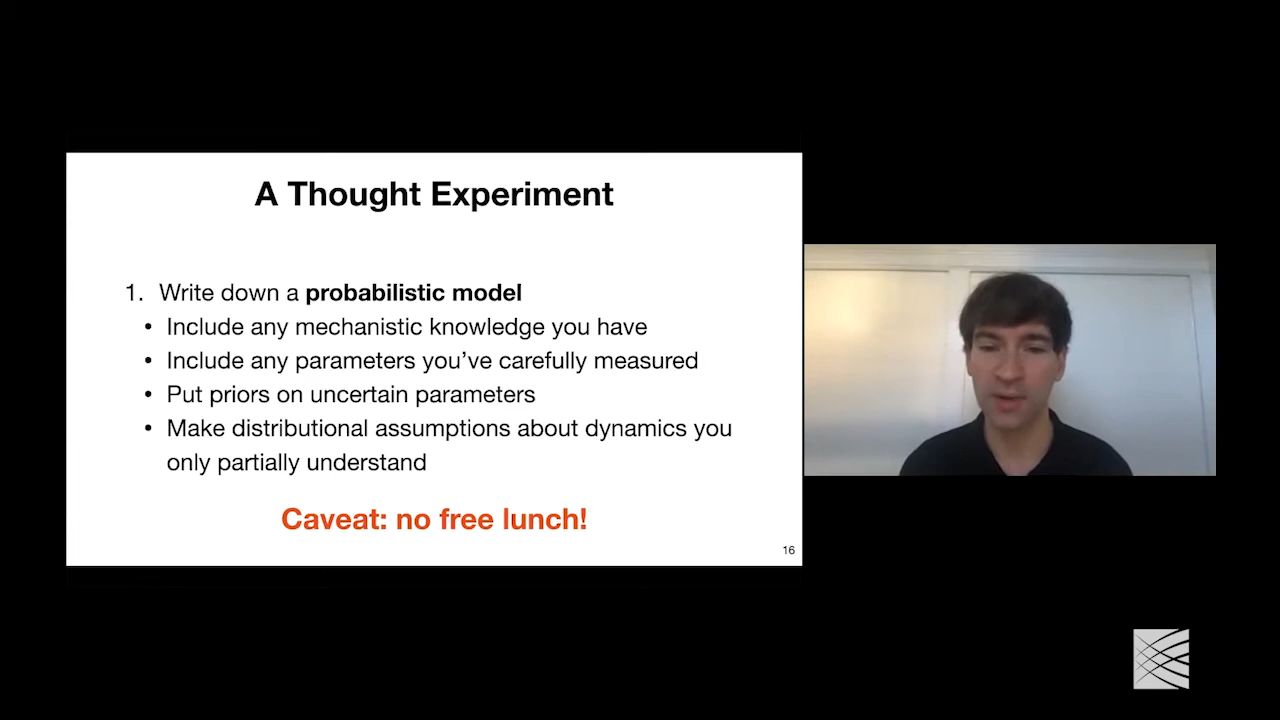 A Thought Experiment
1. Write down a probabilistic model
• Include any mechanistic knowledge you have
• Include any parameters you’ve carefully measured
• Put priors on uncertain parameters
• Make distributional assumptions about dynamics you
only partially understand
Caveat: no free lunch!
16